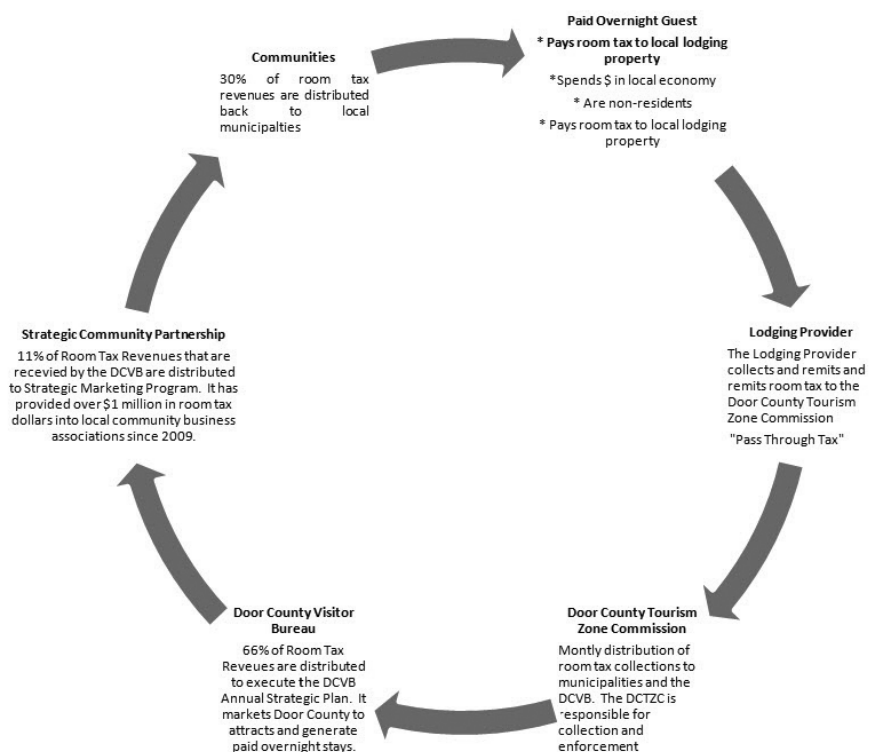 Paid Overnight Guest
* Pays room tax to local lodging
property
*Spends $ in local economy
* Are non-residents
* Pays room tax to local lodging
property
Lodging Provider
The Lodging Provider
collects and remits and
remits room tax to the
Door County Tourism
Zone Commission
"Pass Through Tax"
Door County Tourism
Zone Commission
Montly distribution of
room tax collections to
municipalities and the
DCVB. The DCTZC is
responsible for
collection and
enforcement
Door County Visitor
Bureau
66% of Room Tax
Reveues are distributed
to execute the DCVB
Annual Strategic Plan. It
markets Door County to
attracts and generate
paid overnight stays.
Strategic Community Partnership
11% of Room Tax Revenues that are
recevied by the DCVB are distributed
to Strategic Marketing Program. It has
provided over $1 million in room tax
dollars into local community business
associations since 2009.
Communities
30% of room tax
revenues are distributed
back to local
municipalties